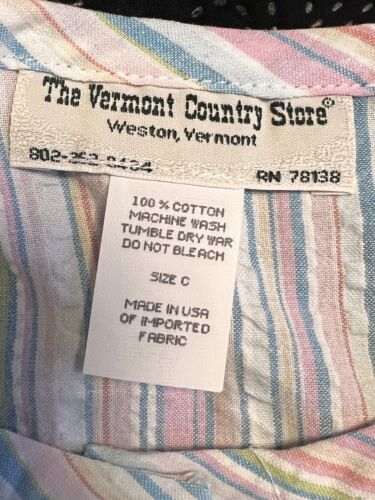 The Vermont Country Store®
Weston, Vermont
RN 78138
100% COTTON
MACHINE WASH
TUMBLE DRY WAR
DO NOT BLEACH
SIZE C
MADE IN USA
OF IMPORTED
FABRIC